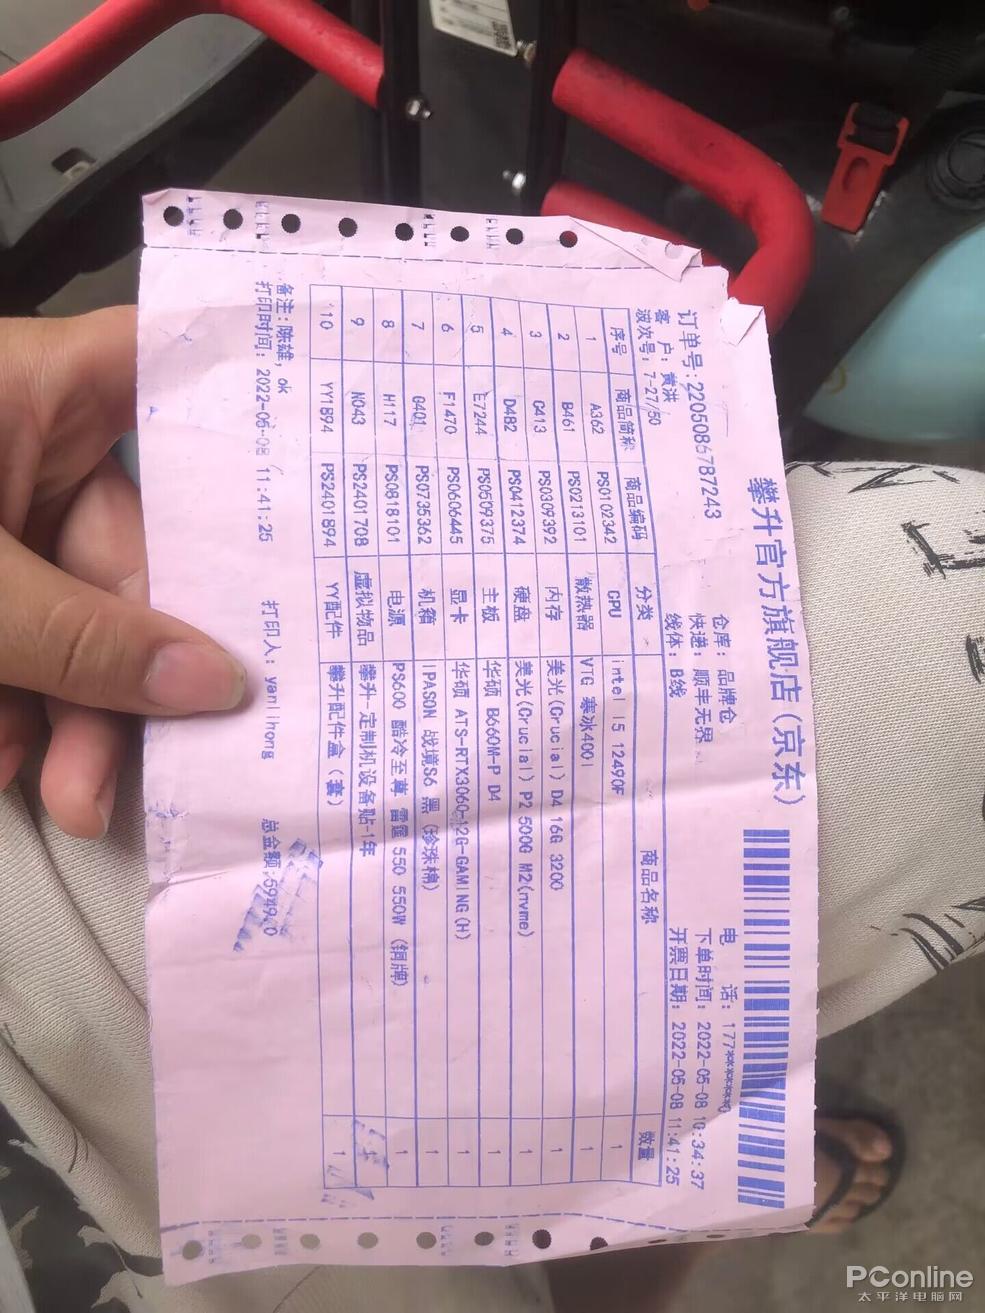 攀升官方旗舰店(京东)
订单号:22050867B7243
仓库: 品牌仓
电 话: 177********
客 户: 黄洪
快递: 顺丰无界
下单时间: 2022-05-08 10:34:37
波次号: 7-27/50
线体: B线
开票日期: 2022-05-08 11:41:25
序号 商品简称 商品编码 分类 商品名称 数量
1 A362 PS0102342 CPU intel I5 12490F 1
2 B461 PS0213101 散热器 VTG 寒冰400i 1
3 C413 PS0309392 内存 美光(Crucial) D4 16G 3200 1
4 D482 PS0412374 硬盘 美光(Crucial) P2 500G M2(nvme) 1
5 E7244 PS0509375 主板 华硕 B660M-P D4 1
6 F1470 PS0606445 显卡 华硕 ATS-RTX3060-12G-GAMING(H) 1
7 G401 PS0735362 机箱 IPASON 战境S6 黑 (珍珠棉) 1
8 H117 PS0818101 电源 PS600 酷冷至尊 雷霆 550 550W (铜牌) 1
9 N043 PS2401708 虚拟物品 攀升-定制机设备贴-1年 1
10 YY1894 PS2401894 YY配件 攀升配件盒(套) 1
备注: 陈雄, ok
打印时间: 2022-05-08 11:41:25 打印人: yanlihong 总金额:5949.0
PConline
太平洋电脑网